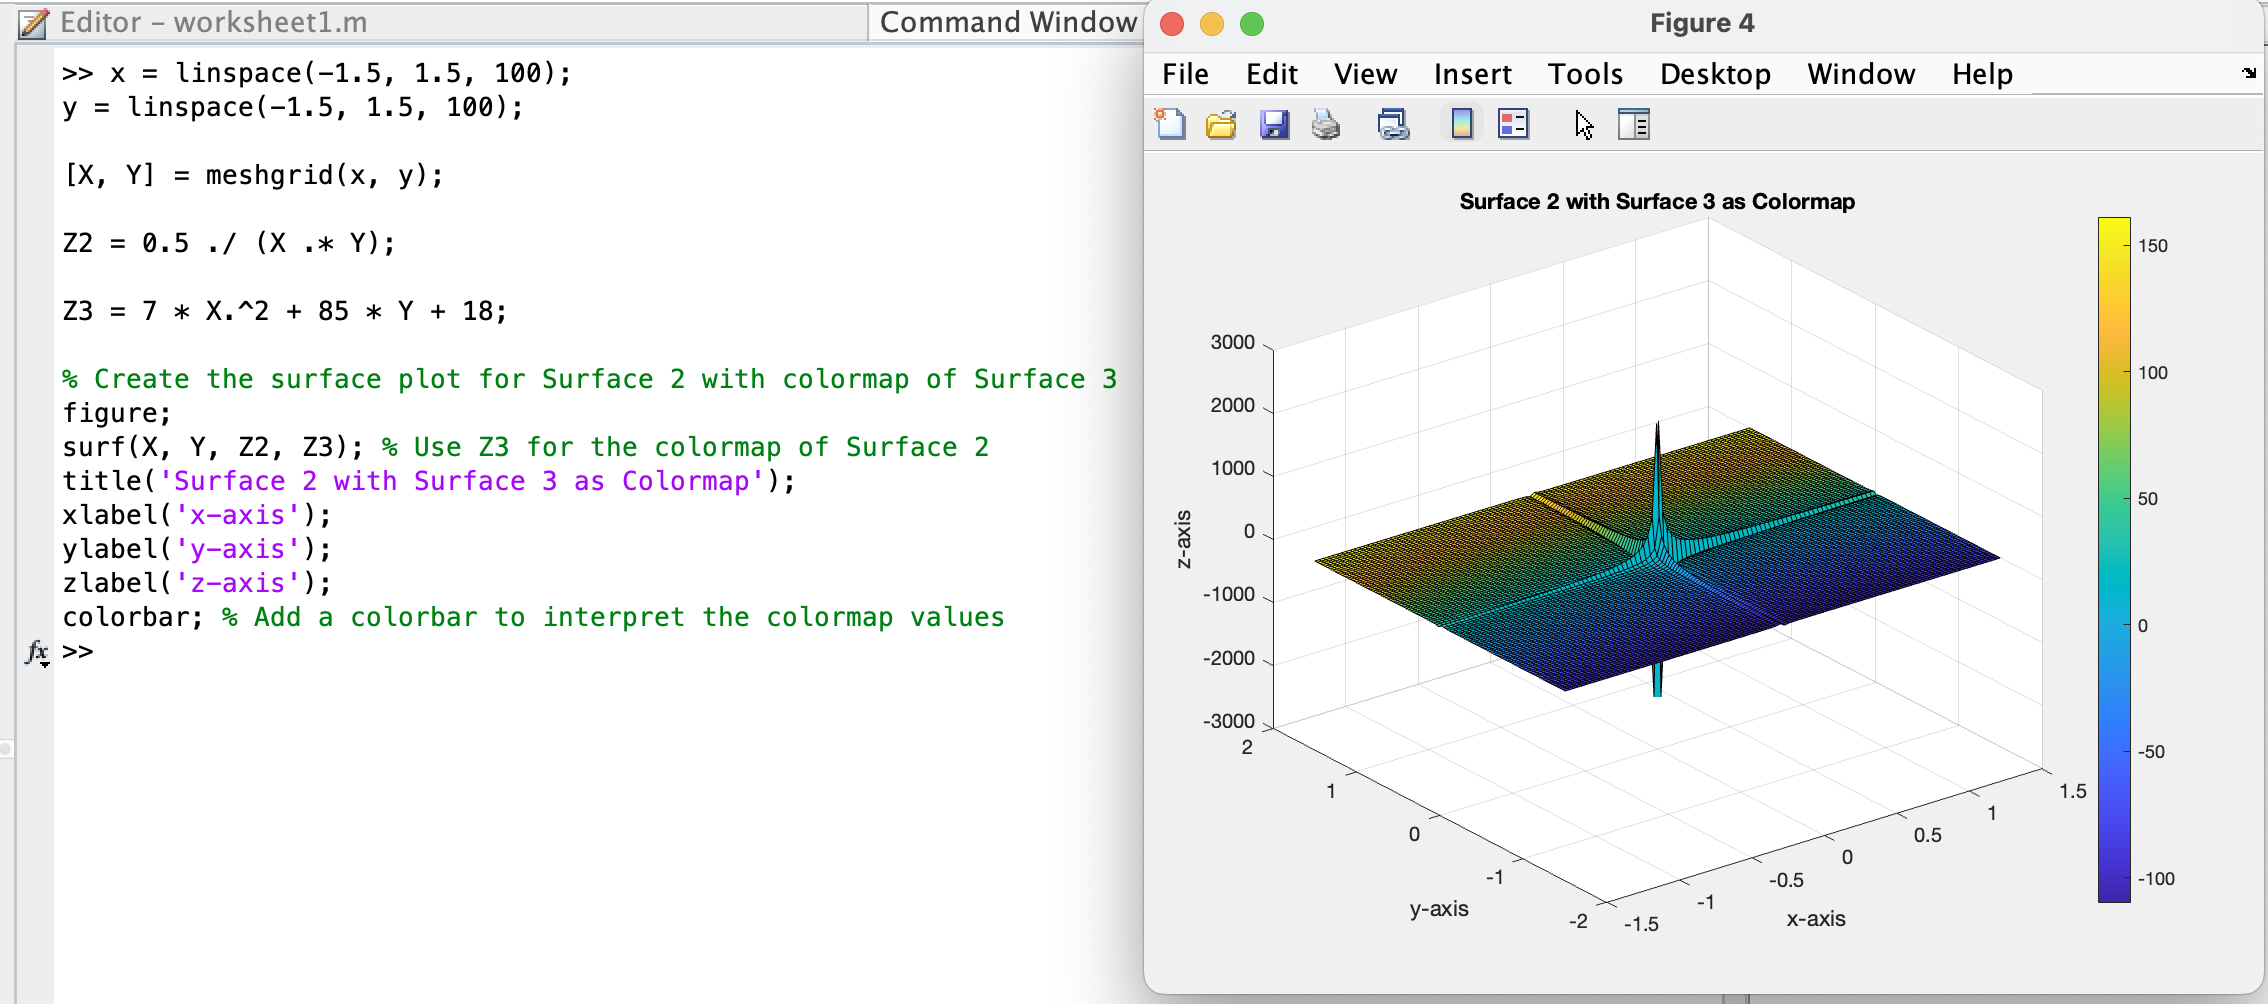 Editor – worksheet1.m
Command Window
>> x = linspace(-1.5, 1.5, 100);
y = linspace(-1.5, 1.5, 100);
[X, Y] = meshgrid(x, y);
Z2 = 0.5 ./ (X .* Y);
Z3 = 7 * X.^2 + 85 * Y + 18;
% Create the surface plot for Surface 2 with colormap of Surface 3
figure;
surf(X, Y, Z2, Z3); % Use Z3 for the colormap of Surface 2
title('Surface 2 with Surface 3 as Colormap');
xlabel('x-axis');
ylabel('y-axis');
zlabel('z-axis');
colorbar; % Add a colorbar to interpret the colormap values
fx >>
Figure 4
File Edit View Insert Tools Desktop Window Help
Surface 2 with Surface 3 as Colormap
3000
2000
1000
0
-1000
-2000
-3000
z-axis
2
1
0
-1
-2
y-axis
-1.5
-1
-0.5
0
0.5
1
1.5
x-axis
150
100
50
0
-50
-100